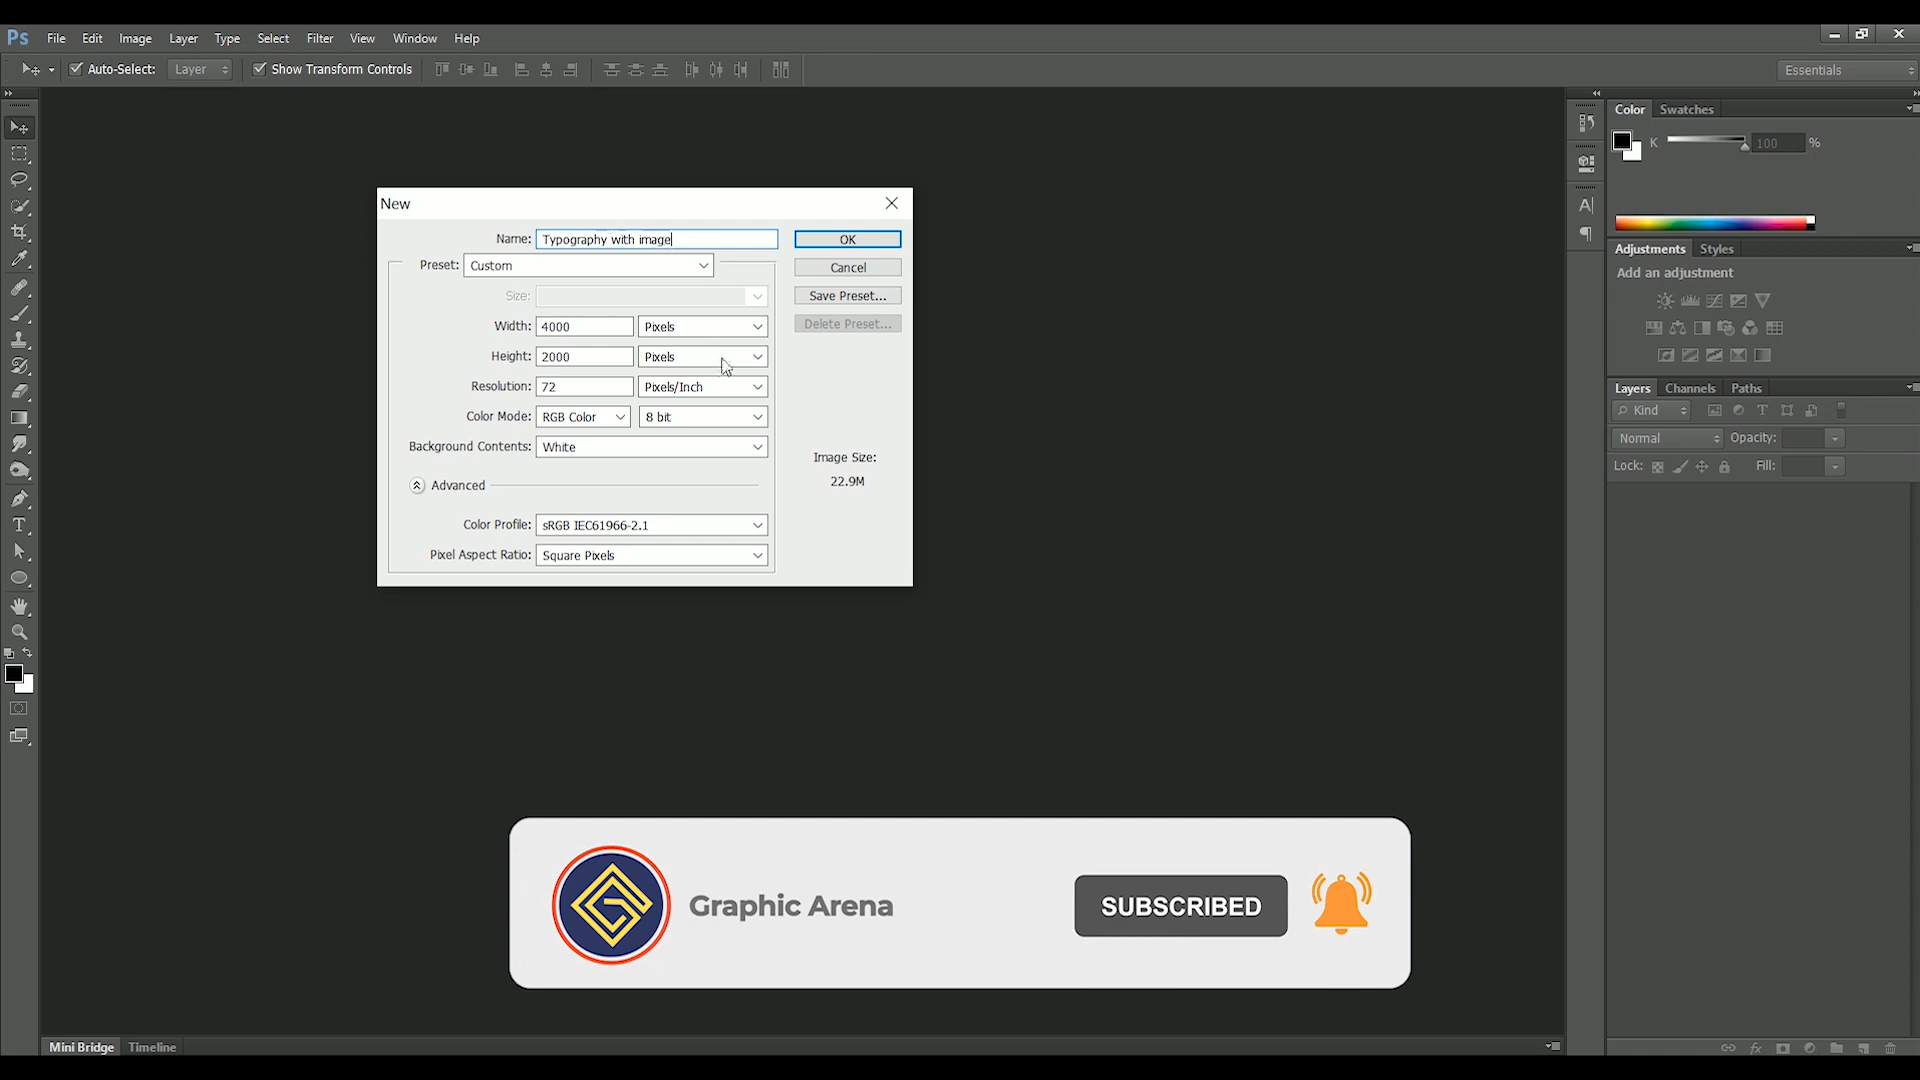 Ps File Edit Image Layer Type Select Filter View Window Help
Auto-Select: Layer Show Transform Controls Essentials
Color Swatches
K 100 %
Adjustments Styles
Add an adjustment
Layers Channels Paths
Kind
Normal Opacity:
Lock: Fill:
New
Name: Typography with image
Preset: Custom
Size:
Width: 4000 Pixels
Height: 2000 Pixels
Resolution: 72 Pixels/Inch
Color Mode: RGB Color 8 bit
Background Contents: White
Advanced
Color Profile: sRGB IEC61966-2.1
Pixel Aspect Ratio: Square Pixels
OK
Cancel
Save Preset...
Delete Preset...
Image Size:
22.9M
Graphic Arena SUBSCRIBED
Mini Bridge Timeline